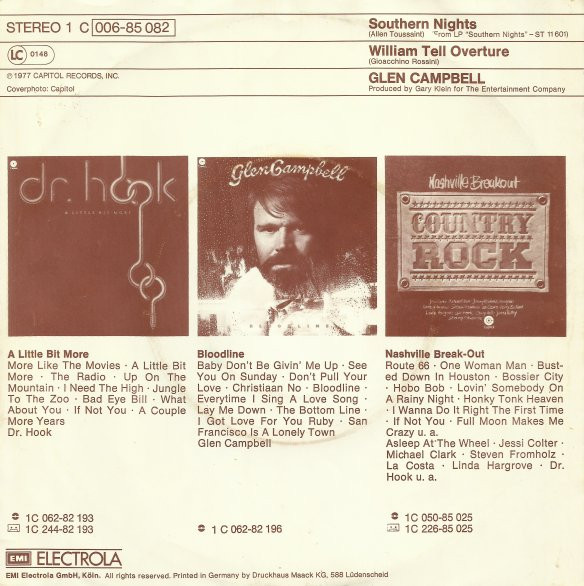 STEREO 1 C 006-85 082
LC 0148
℗ 1977 CAPITOL RECORDS, INC.
Coverphoto: Capitol
Southern Nights
(Allen Toussaint) "From LP "Southern Nights" – ST 11601)
William Tell Overture
(Gioacchino Rossini)
GLEN CAMPBELL
Produced by Gary Klein for The Entertainment Company
dr. hook
A LITTLE BIT MORE
Glen Campbell
BLOODLINE
Nashville Breakout
COUNTRY
ROCK
A Little Bit More
More Like The Movies · A Little Bit
More · The Radio · Up On The
Mountain · I Need The High · Jungle
To The Zoo · Bad Eye Bill · What
About You · If Not You · A Couple
More Years
Dr. Hook
1C 062-82 193
1C 244-82 193
Bloodline
Baby Don't Be Givin' Me Up · See
You On Sunday · Don't Pull Your
Love · Christiaan No · Bloodline ·
Everytime I Sing A Love Song ·
Lay Me Down · The Bottom Line ·
I Got Love For You Ruby · San
Francisco Is A Lonely Town
Glen Campbell
1 C 062-82 196
Nashville Break-Out
Route 66 · One Woman Man · Bust-
ed Down In Houston · Bossier City
· Hobo Bob · Lovin' Somebody On
A Rainy Night · Honky Tonk Heaven
· I Wanna Do It Right The First Time
· If Not You · Full Moon Makes Me
Crazy u. a.
Asleep At The Wheel · Jessi Colter ·
Michael Clark · Steven Fromholz ·
La Costa · Linda Hargrove · Dr.
Hook u. a.
1C 050-85 025
1C 226-85 025
EMI ELECTROLA
EMI Electrola GmbH, Köln. All rights reserved. Printed in Germany by Druckhaus Maack KG, 588 Lüdenscheid